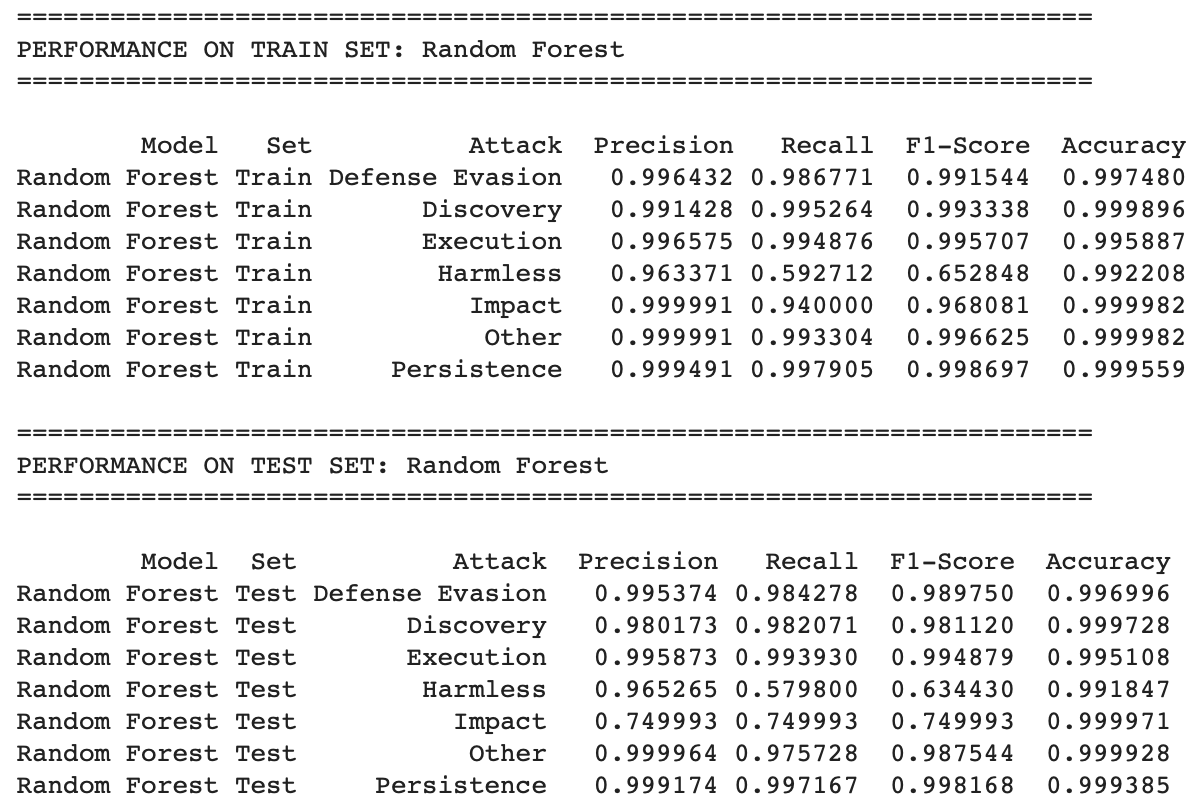 =====================================================================
PERFORMANCE ON TRAIN SET: Random Forest
=====================================================================
        Model   Set          Attack  Precision   Recall  F1-Score  Accuracy
Random Forest Train Defense Evasion   0.996432 0.986771  0.991544  0.997480
Random Forest Train       Discovery   0.991428 0.995264  0.993338  0.999896
Random Forest Train       Execution   0.996575 0.994876  0.995707  0.995887
Random Forest Train        Harmless   0.963371 0.592712  0.652848  0.992208
Random Forest Train          Impact   0.999991 0.940000  0.968081  0.999982
Random Forest Train           Other   0.999991 0.993304  0.996625  0.999982
Random Forest Train     Persistence   0.999491 0.997905  0.998697  0.999559
=====================================================================
PERFORMANCE ON TEST SET: Random Forest
=====================================================================
        Model  Set          Attack  Precision   Recall  F1-Score  Accuracy
Random Forest Test Defense Evasion   0.995374 0.984278  0.989750  0.996996
Random Forest Test       Discovery   0.980173 0.982071  0.981120  0.999728
Random Forest Test       Execution   0.995873 0.993930  0.994879  0.995108
Random Forest Test        Harmless   0.965265 0.579800  0.634430  0.991847
Random Forest Test          Impact   0.749993 0.749993  0.749993  0.999971
Random Forest Test           Other   0.999964 0.975728  0.987544  0.999928
Random Forest Test     Persistence   0.999174 0.997167  0.998168  0.999385